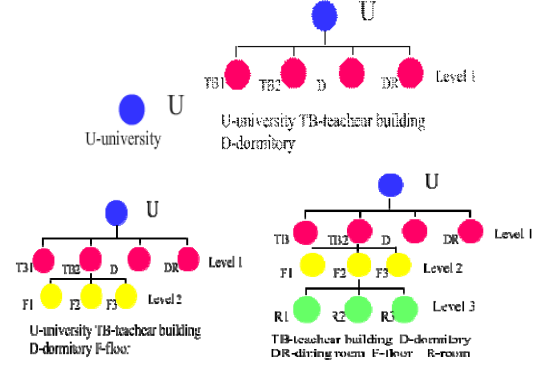 U
TB1 TB2 D DR Level 1
U-university TB-teachear building
D-dormitory
U
U-university
U
TB1 TB2 D DR Level 1
F1 F2 F3 Level 2
U-university TB-teachear building
D-dormitory F-floor
U
TB TB2 D DR Level 1
F1 F2 F3 Level 2
R1 R2 R3 Level 3
TB-teachear building D-dormitory
DR-dining room F-floor R-room